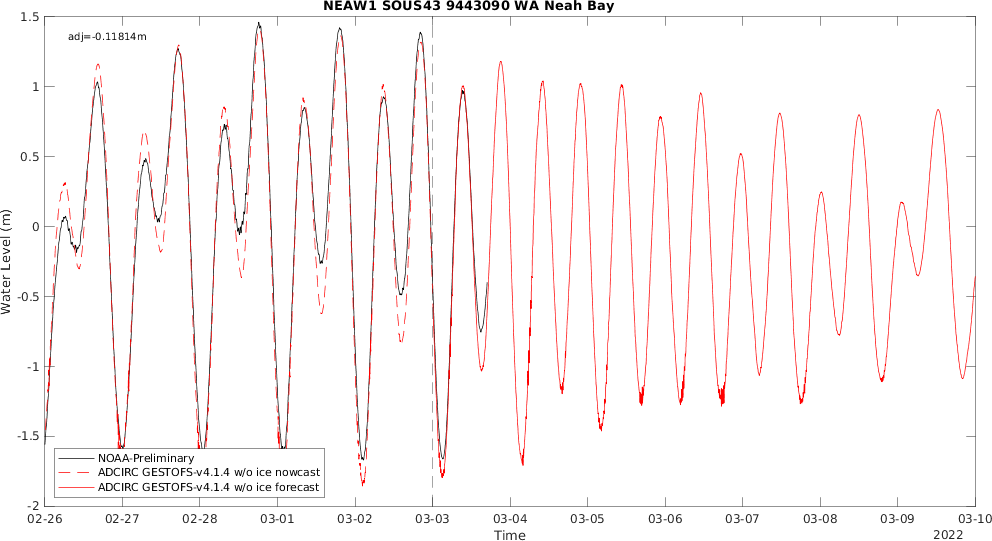 NEAW1 SOUS43 9443090 WA Neah Bay
adj=-0.11814m
Water Level (m)
1.5
1
0.5
0
-0.5
-1
-1.5
-2
NOAA-Preliminary
ADCIRC GESTOFS-v4.1.4 w/o ice nowcast
ADCIRC GESTOFS-v4.1.4 w/o ice forecast
02-26 02-27 02-28 03-01 03-02 03-03 03-04 03-05 03-06 03-07 03-08 03-09 03-10
Time
2022